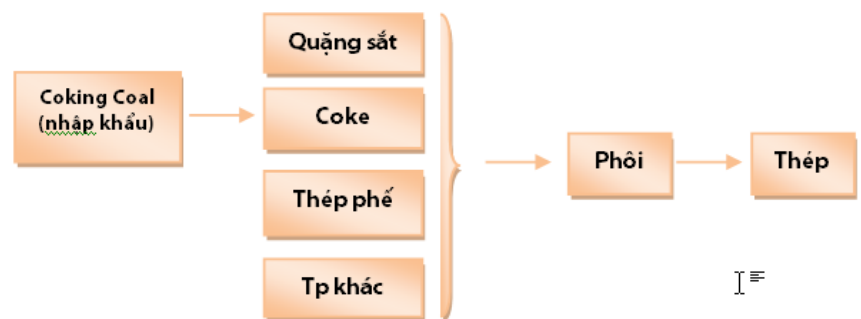 Coking Coal
(nhập khẩu)
Quặng sắt
Coke
Thép phế
Tp khác
Phôi
Thép